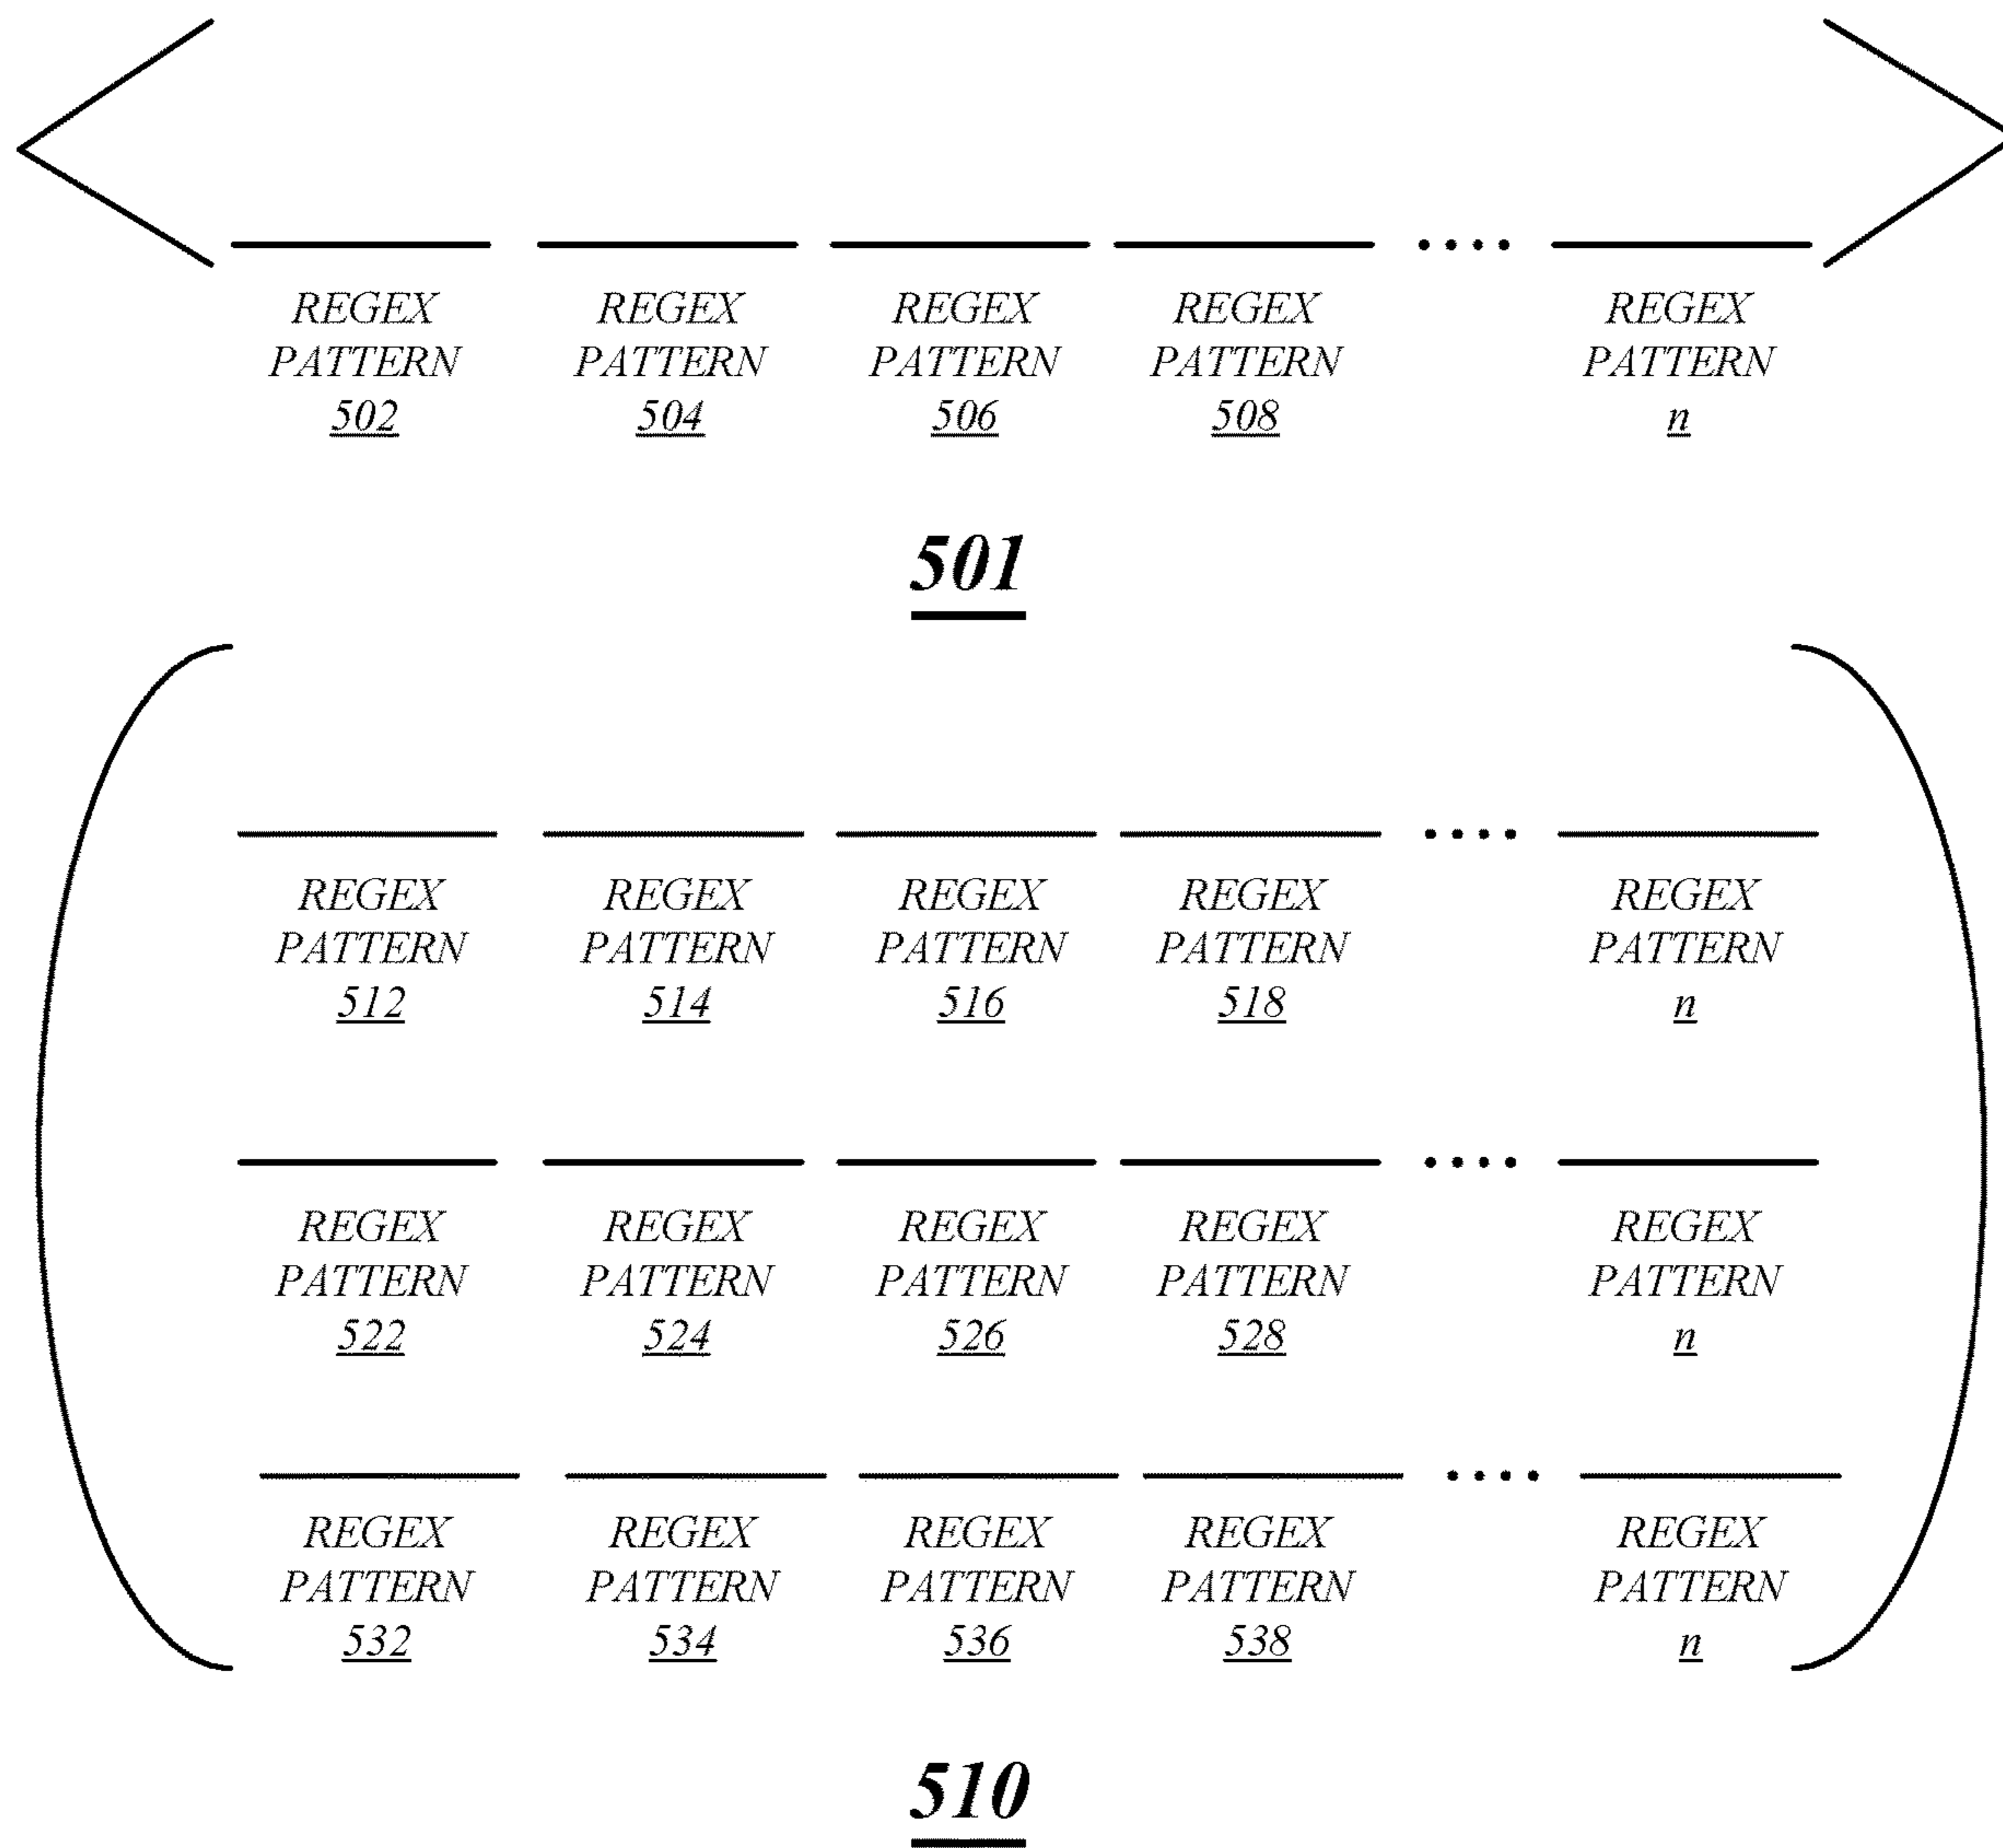 REGEX REGEX REGEX REGEX REGEX
PATTERN PATTERN PATTERN PATTERN PATTERN
502 504 506 508 n
501
REGEX REGEX REGEX REGEX REGEX
PATTERN PATTERN PATTERN PATTERN PATTERN
512 514 516 518 n
REGEX REGEX REGEX REGEX REGEX
PATTERN PATTERN PATTERN PATTERN PATTERN
522 524 526 528 n
REGEX REGEX REGEX REGEX REGEX
PATTERN PATTERN PATTERN PATTERN PATTERN
532 534 536 538 n
510